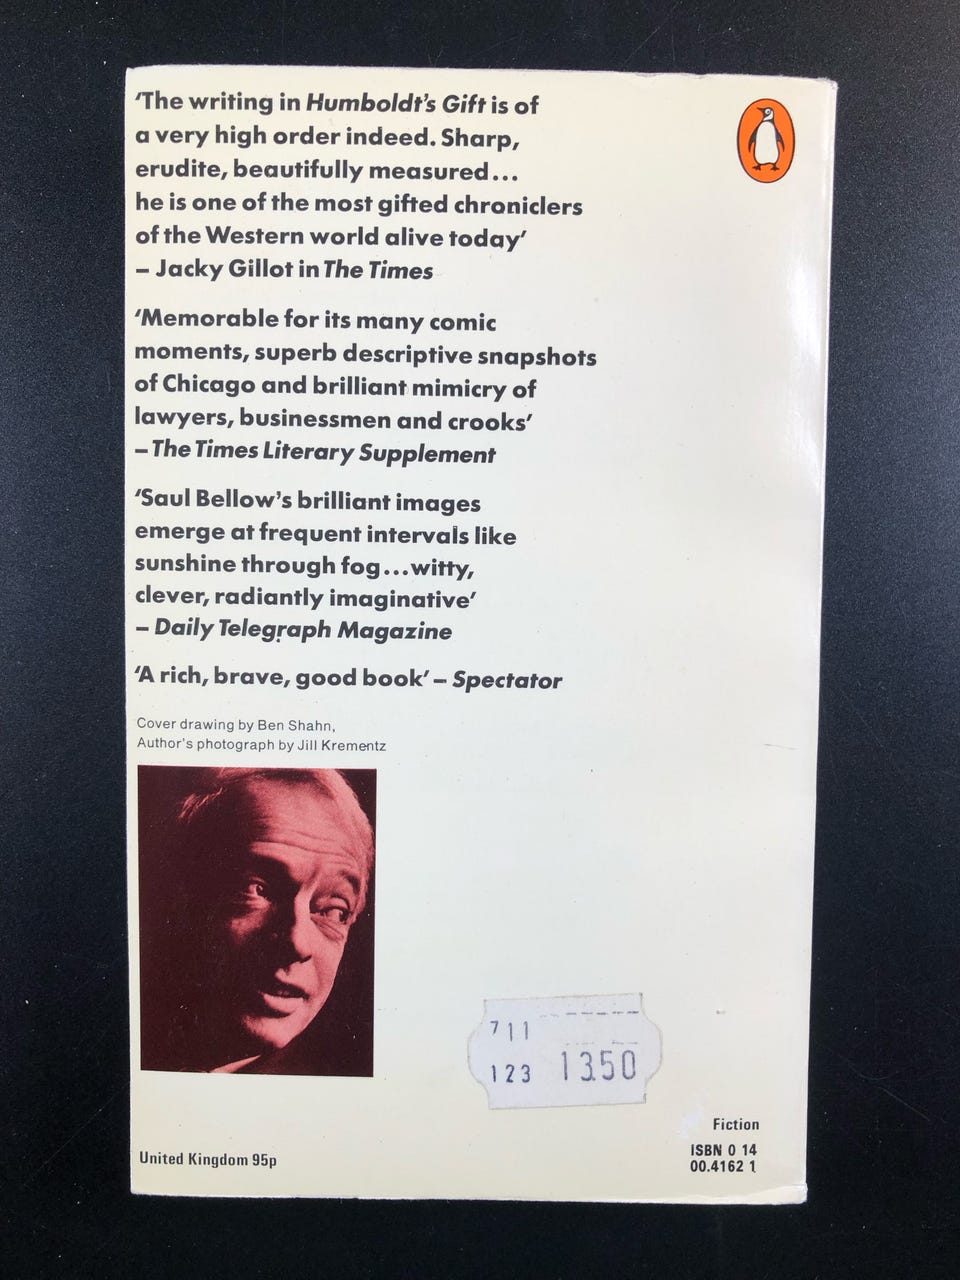 ‘The writing in Humboldt’s Gift is of
a very high order indeed. Sharp,
erudite, beautifully measured...
he is one of the most gifted chroniclers
of the Western world alive today’
– Jacky Gillot in The Times
‘Memorable for its many comic
moments, superb descriptive snapshots
of Chicago and brilliant mimicry of
lawyers, businessmen and crooks’
– The Times Literary Supplement
‘Saul Bellow’s brilliant images
emerge at frequent intervals like
sunshine through fog...witty,
clever, radiantly imaginative’
– Daily Telegraph Magazine
‘A rich, brave, good book’ – Spectator
Cover drawing by Ben Shahn,
Author’s photograph by Jill Krementz
711
123 1350
Fiction
ISBN 0 14
00.4162 1
United Kingdom 95p